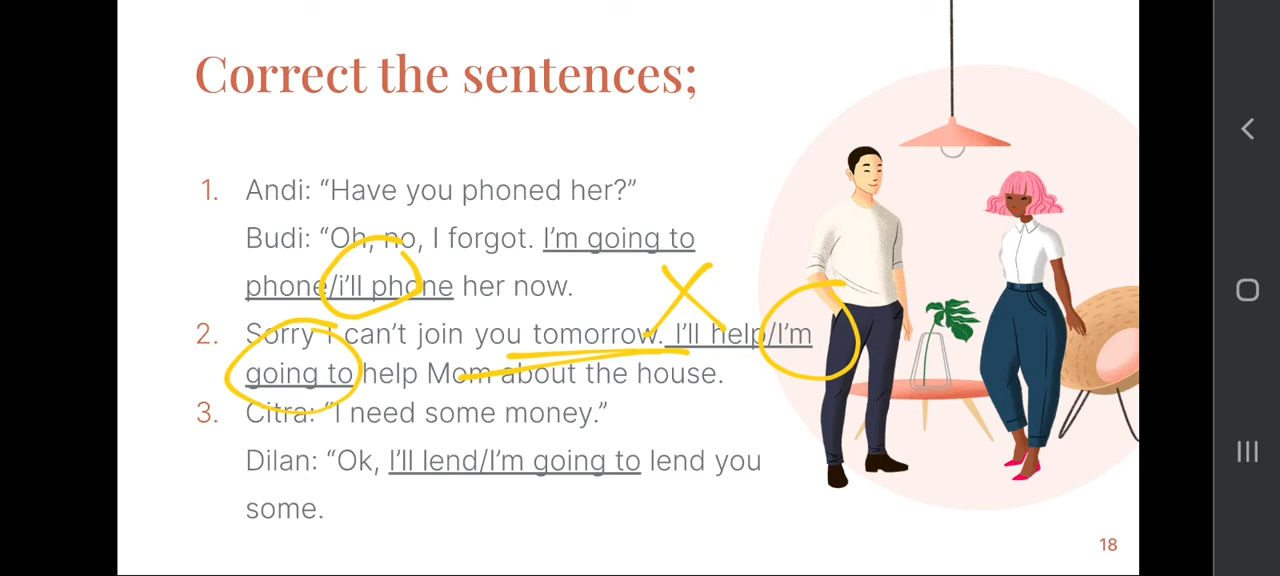 Correct the sentences;
1. Andi: “Have you phoned her?”
Budi: “Oh, no, I forgot. I’m going to
phone/i’ll phone her now.
2. Sorry I can’t join you tomorrow. I’ll help/I’m
going to help Mom about the house.
3. Citra: “I need some money.”
Dilan: “Ok, I’ll lend/I’m going to lend you
some.
18